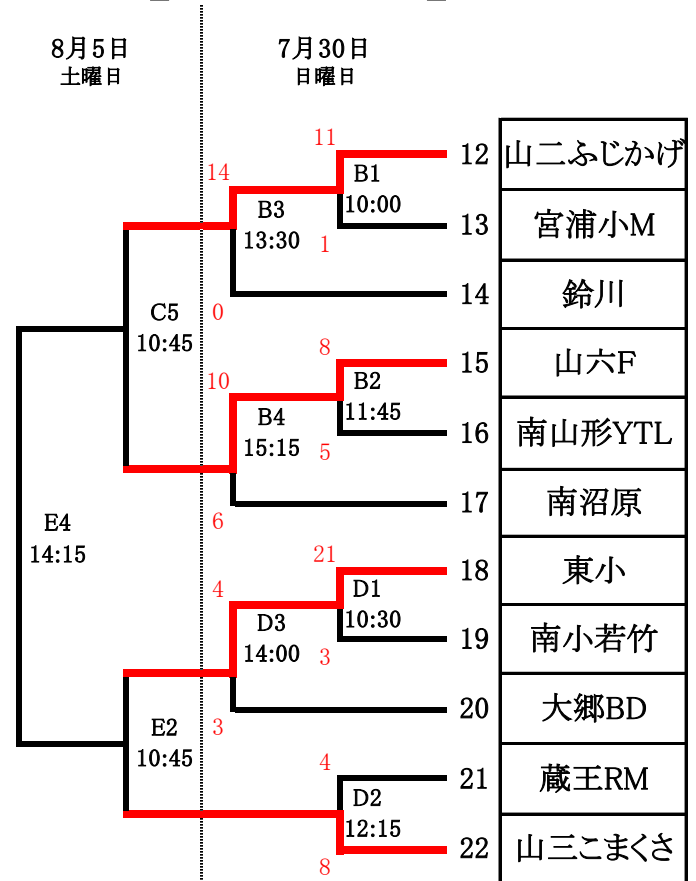 8月5日
土曜日
7月30日
日曜日
11
12 山二ふじかげ
14
B1
10:00
B3
13:30
13 宮浦小M
1
14 鈴川
0
C5
10:45
8
15 山六F
10
B2
11:45
B4
15:15
16 南山形YTL
5
17 南沼原
6
E4
14:15
21
18 東小
4
D1
10:30
D3
14:00
19 南小若竹
3
20 大郷BD
3
E2
10:45
4
21 蔵王RM
D2
12:15
22 山三こまくさ
8